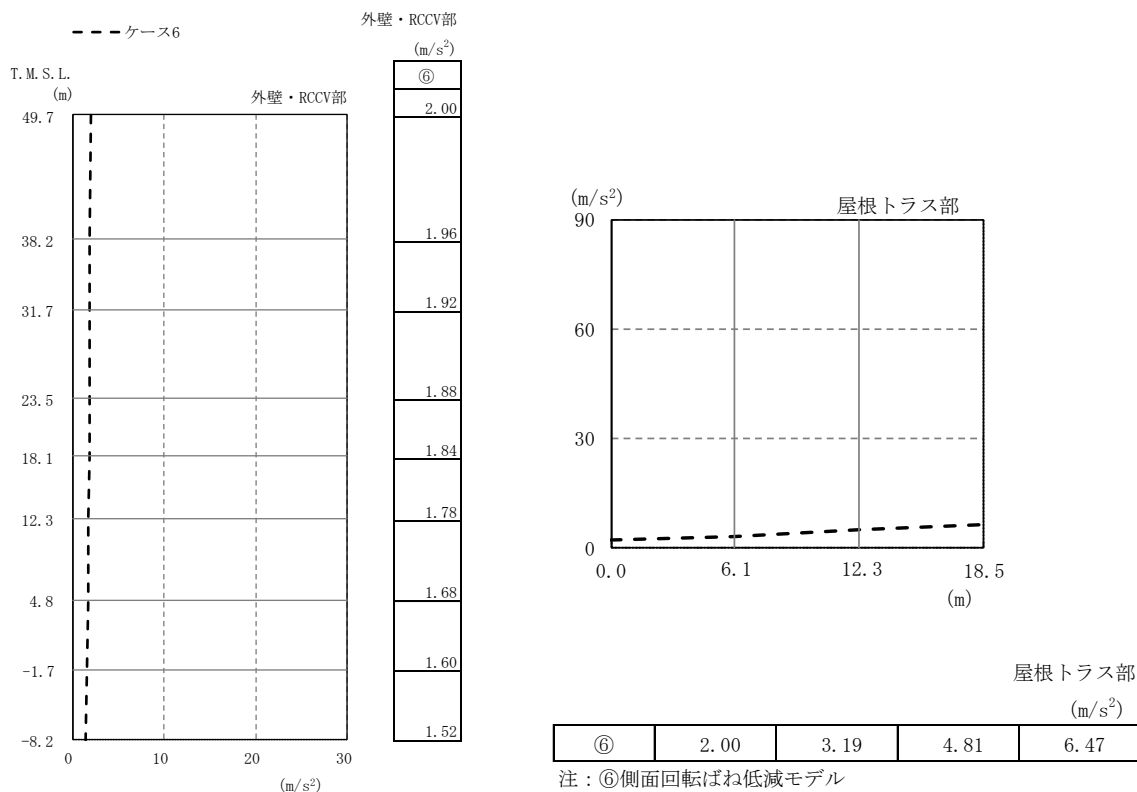 ケース6
T.M.S.L.
(m)
外壁・RCCV部
49.7
38.2
31.7
23.5
18.1
12.3
4.8
-1.7
-8.2
0 10 20 30
(m/s²)
外壁・RCCV部
(m/s²)
⑥
2.00
1.96
1.92
1.88
1.84
1.78
1.68
1.60
1.52
(m/s²)
屋根トラス部
90
60
30
0
0.0 6.1 12.3 18.5
(m)
屋根トラス部
(m/s²)
⑥ 2.00 3.19 4.81 6.47
注:⑥側面回転ばね低減モデル